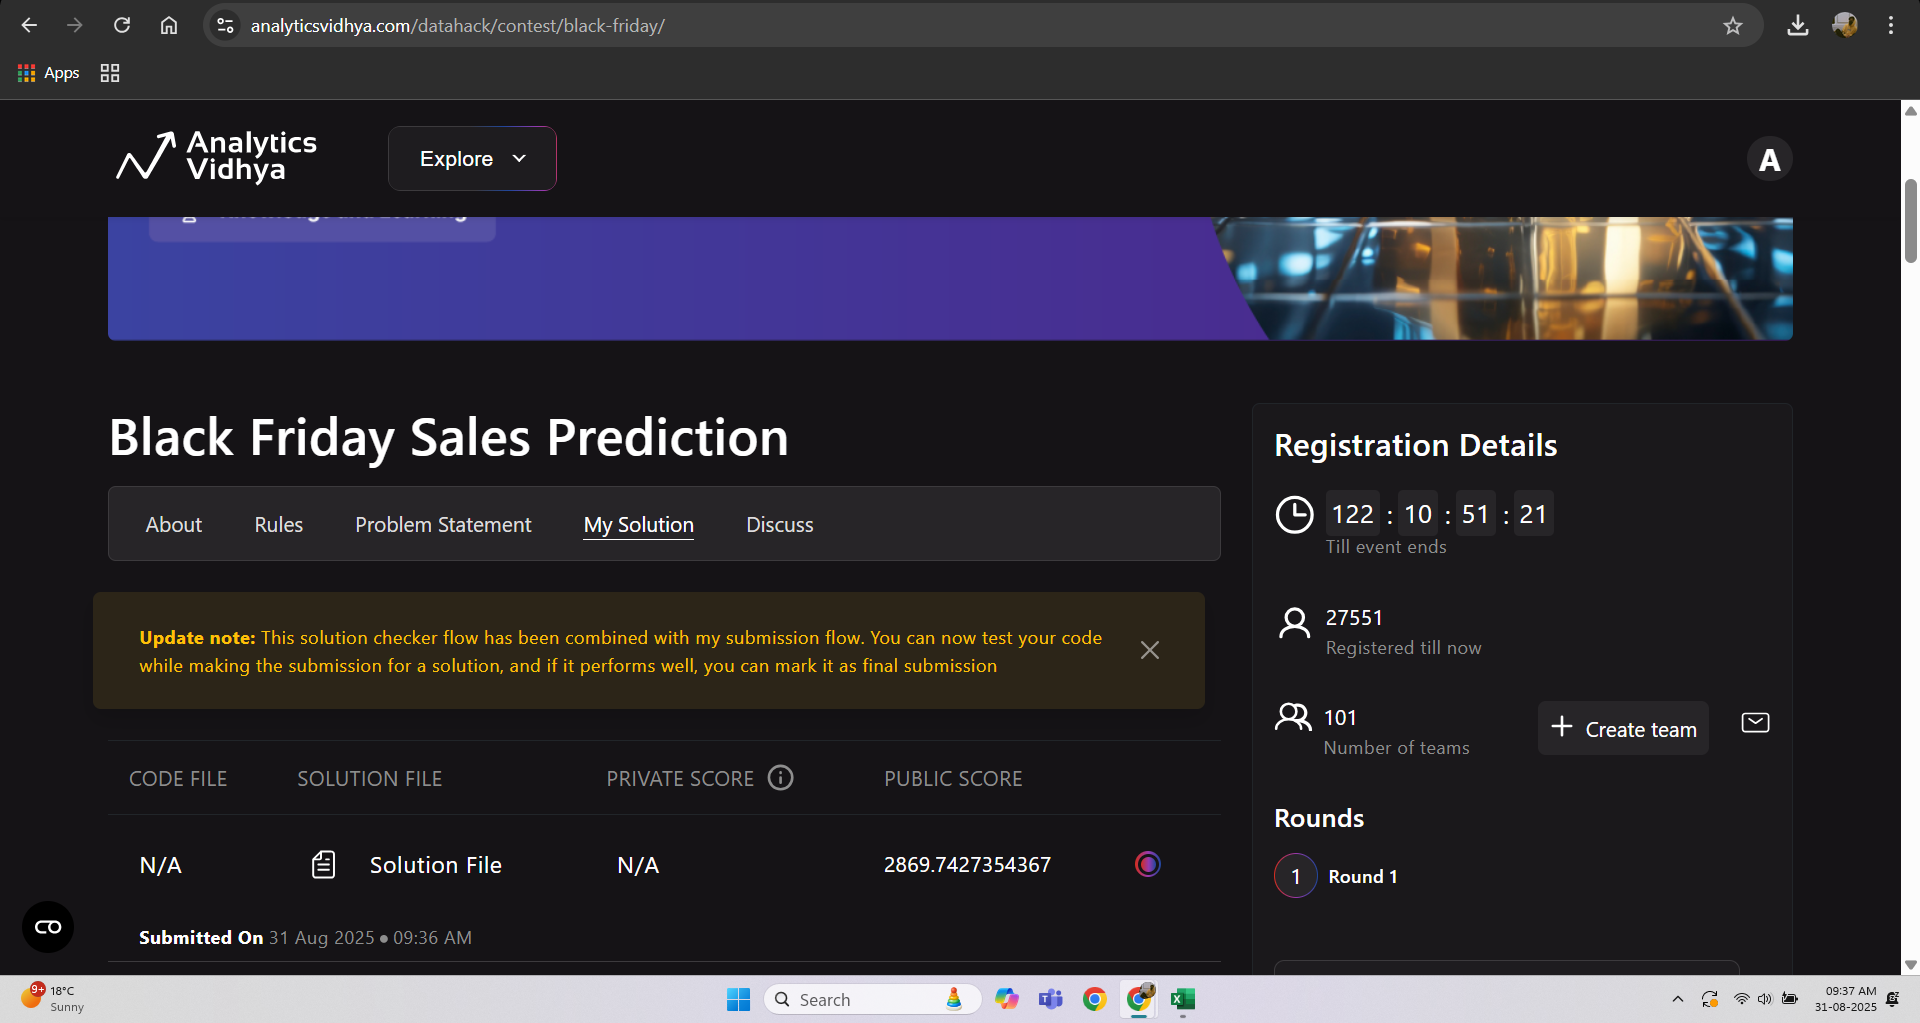 analyticsvidhya.com/datahack/contest/black-friday/
Apps
Analytics
Vidhya
Explore
A
Knowledge and Learning
Black Friday Sales Prediction
About Rules Problem Statement My Solution Discuss
Update note: This solution checker flow has been combined with my submission flow. You can now test your code
while making the submission for a solution, and if it performs well, you can mark it as final submission
CODE FILE SOLUTION FILE PRIVATE SCORE PUBLIC SCORE
N/A Solution File N/A 2869.7427354367
Submitted On 31 Aug 2025 • 09:36 AM
Registration Details
122 : 10 : 51 : 21
Till event ends
27551
Registered till now
101
Number of teams
Create team
Rounds
1 Round 1
9+
18°C
Sunny
Search
09:37 AM
31-08-2025